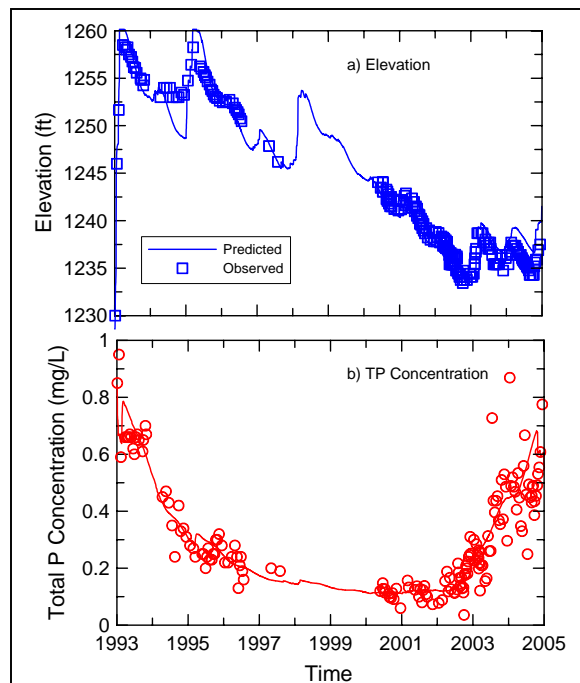 1260
1255
1250
1245
1240
1235
1230
Elevation (ft)
a) Elevation
Predicted
Observed
1
0.8
0.6
0.4
0.2
0
Total P Concentration (mg/L)
b) TP Concentration
1993 1995 1997 1999 2001 2003 2005
Time